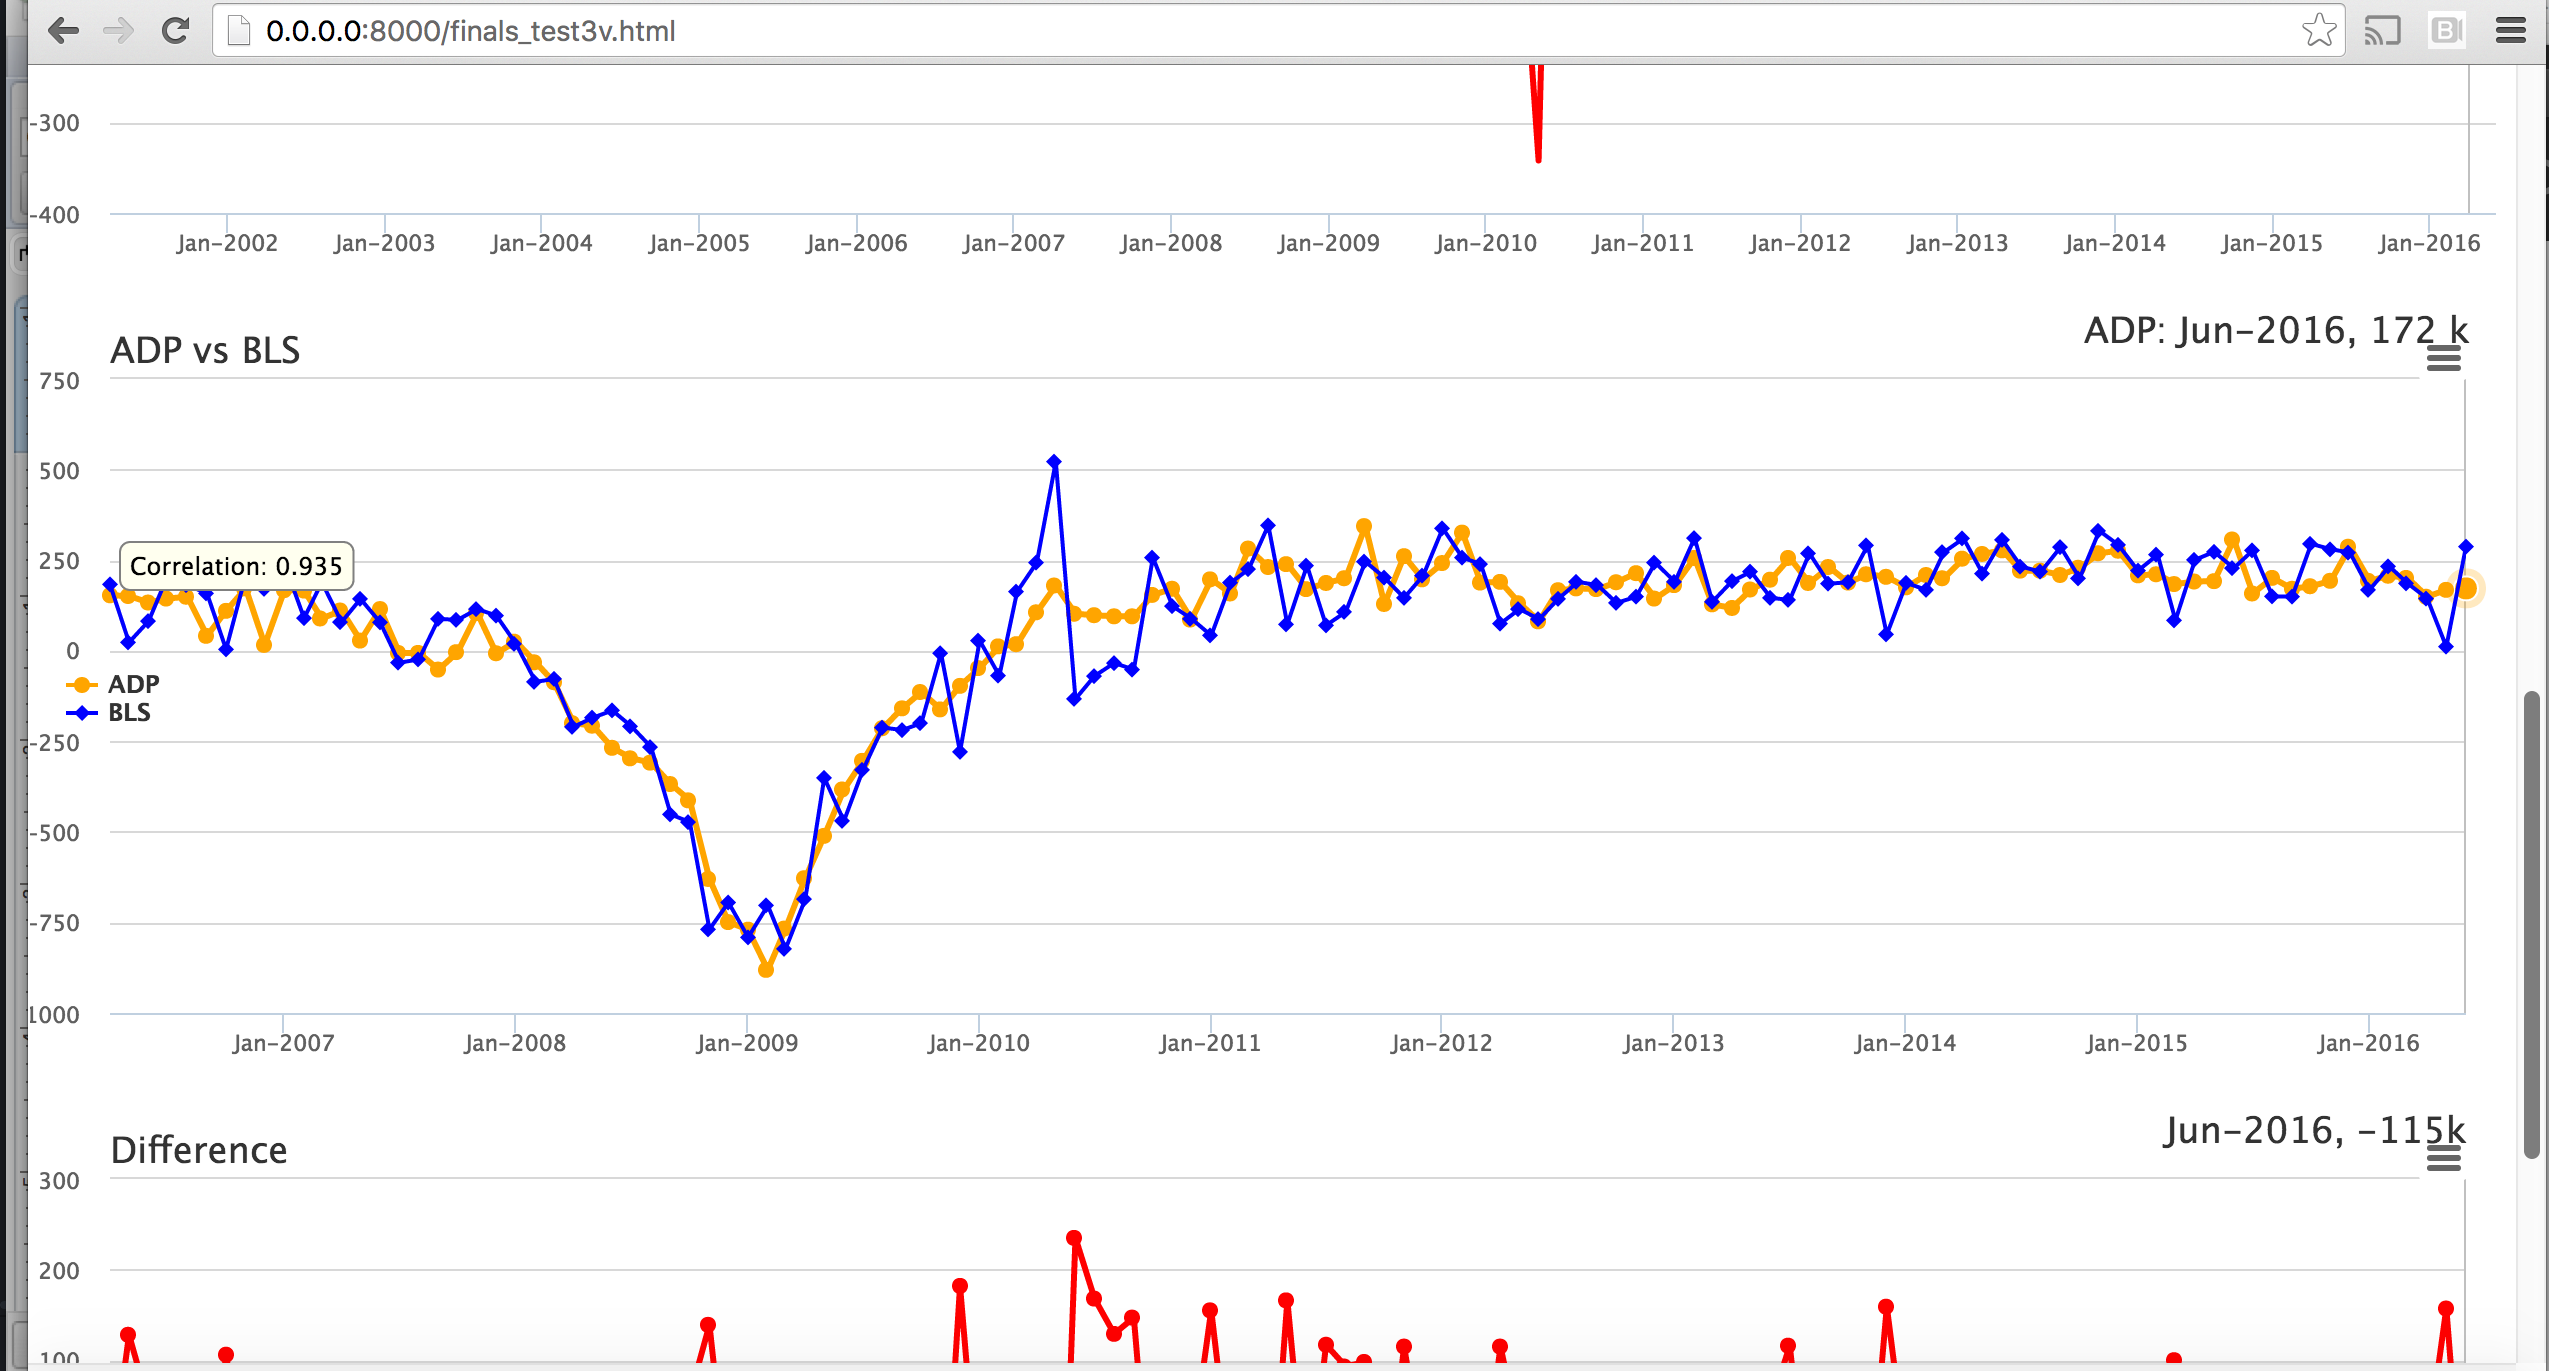 0.0.0.0:8000/finals_test3v.html
-300
-400
Jan-2002 Jan-2003 Jan-2004 Jan-2005 Jan-2006 Jan-2007 Jan-2008 Jan-2009 Jan-2010 Jan-2011 Jan-2012 Jan-2013 Jan-2014 Jan-2015 Jan-2016
ADP: Jun-2016, 172 k
ADP vs BLS
750
500
250
Correlation: 0.935
0
ADP
BLS
-250
-500
-750
1000
Jan-2007 Jan-2008 Jan-2009 Jan-2010 Jan-2011 Jan-2012 Jan-2013 Jan-2014 Jan-2015 Jan-2016
Jun-2016, -115k
Difference
300
200
100